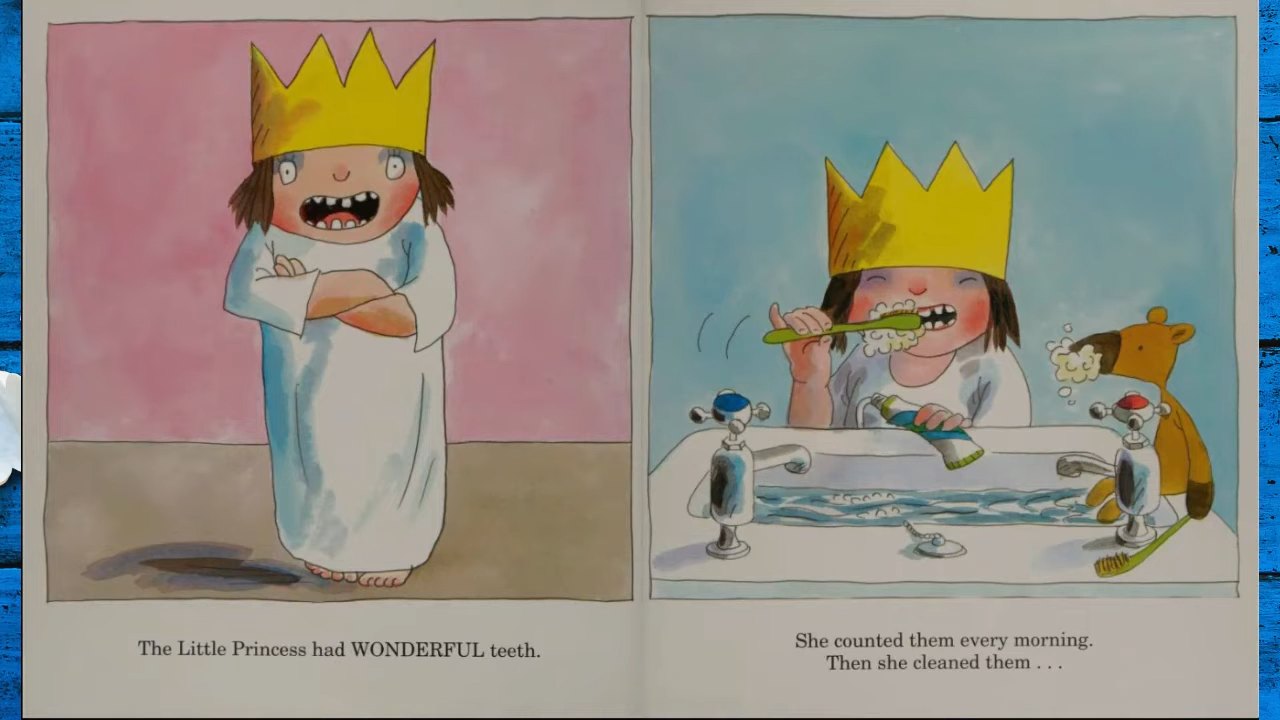 The Little Princess had WONDERFUL teeth.
She counted them every morning.
Then she cleaned them . . .